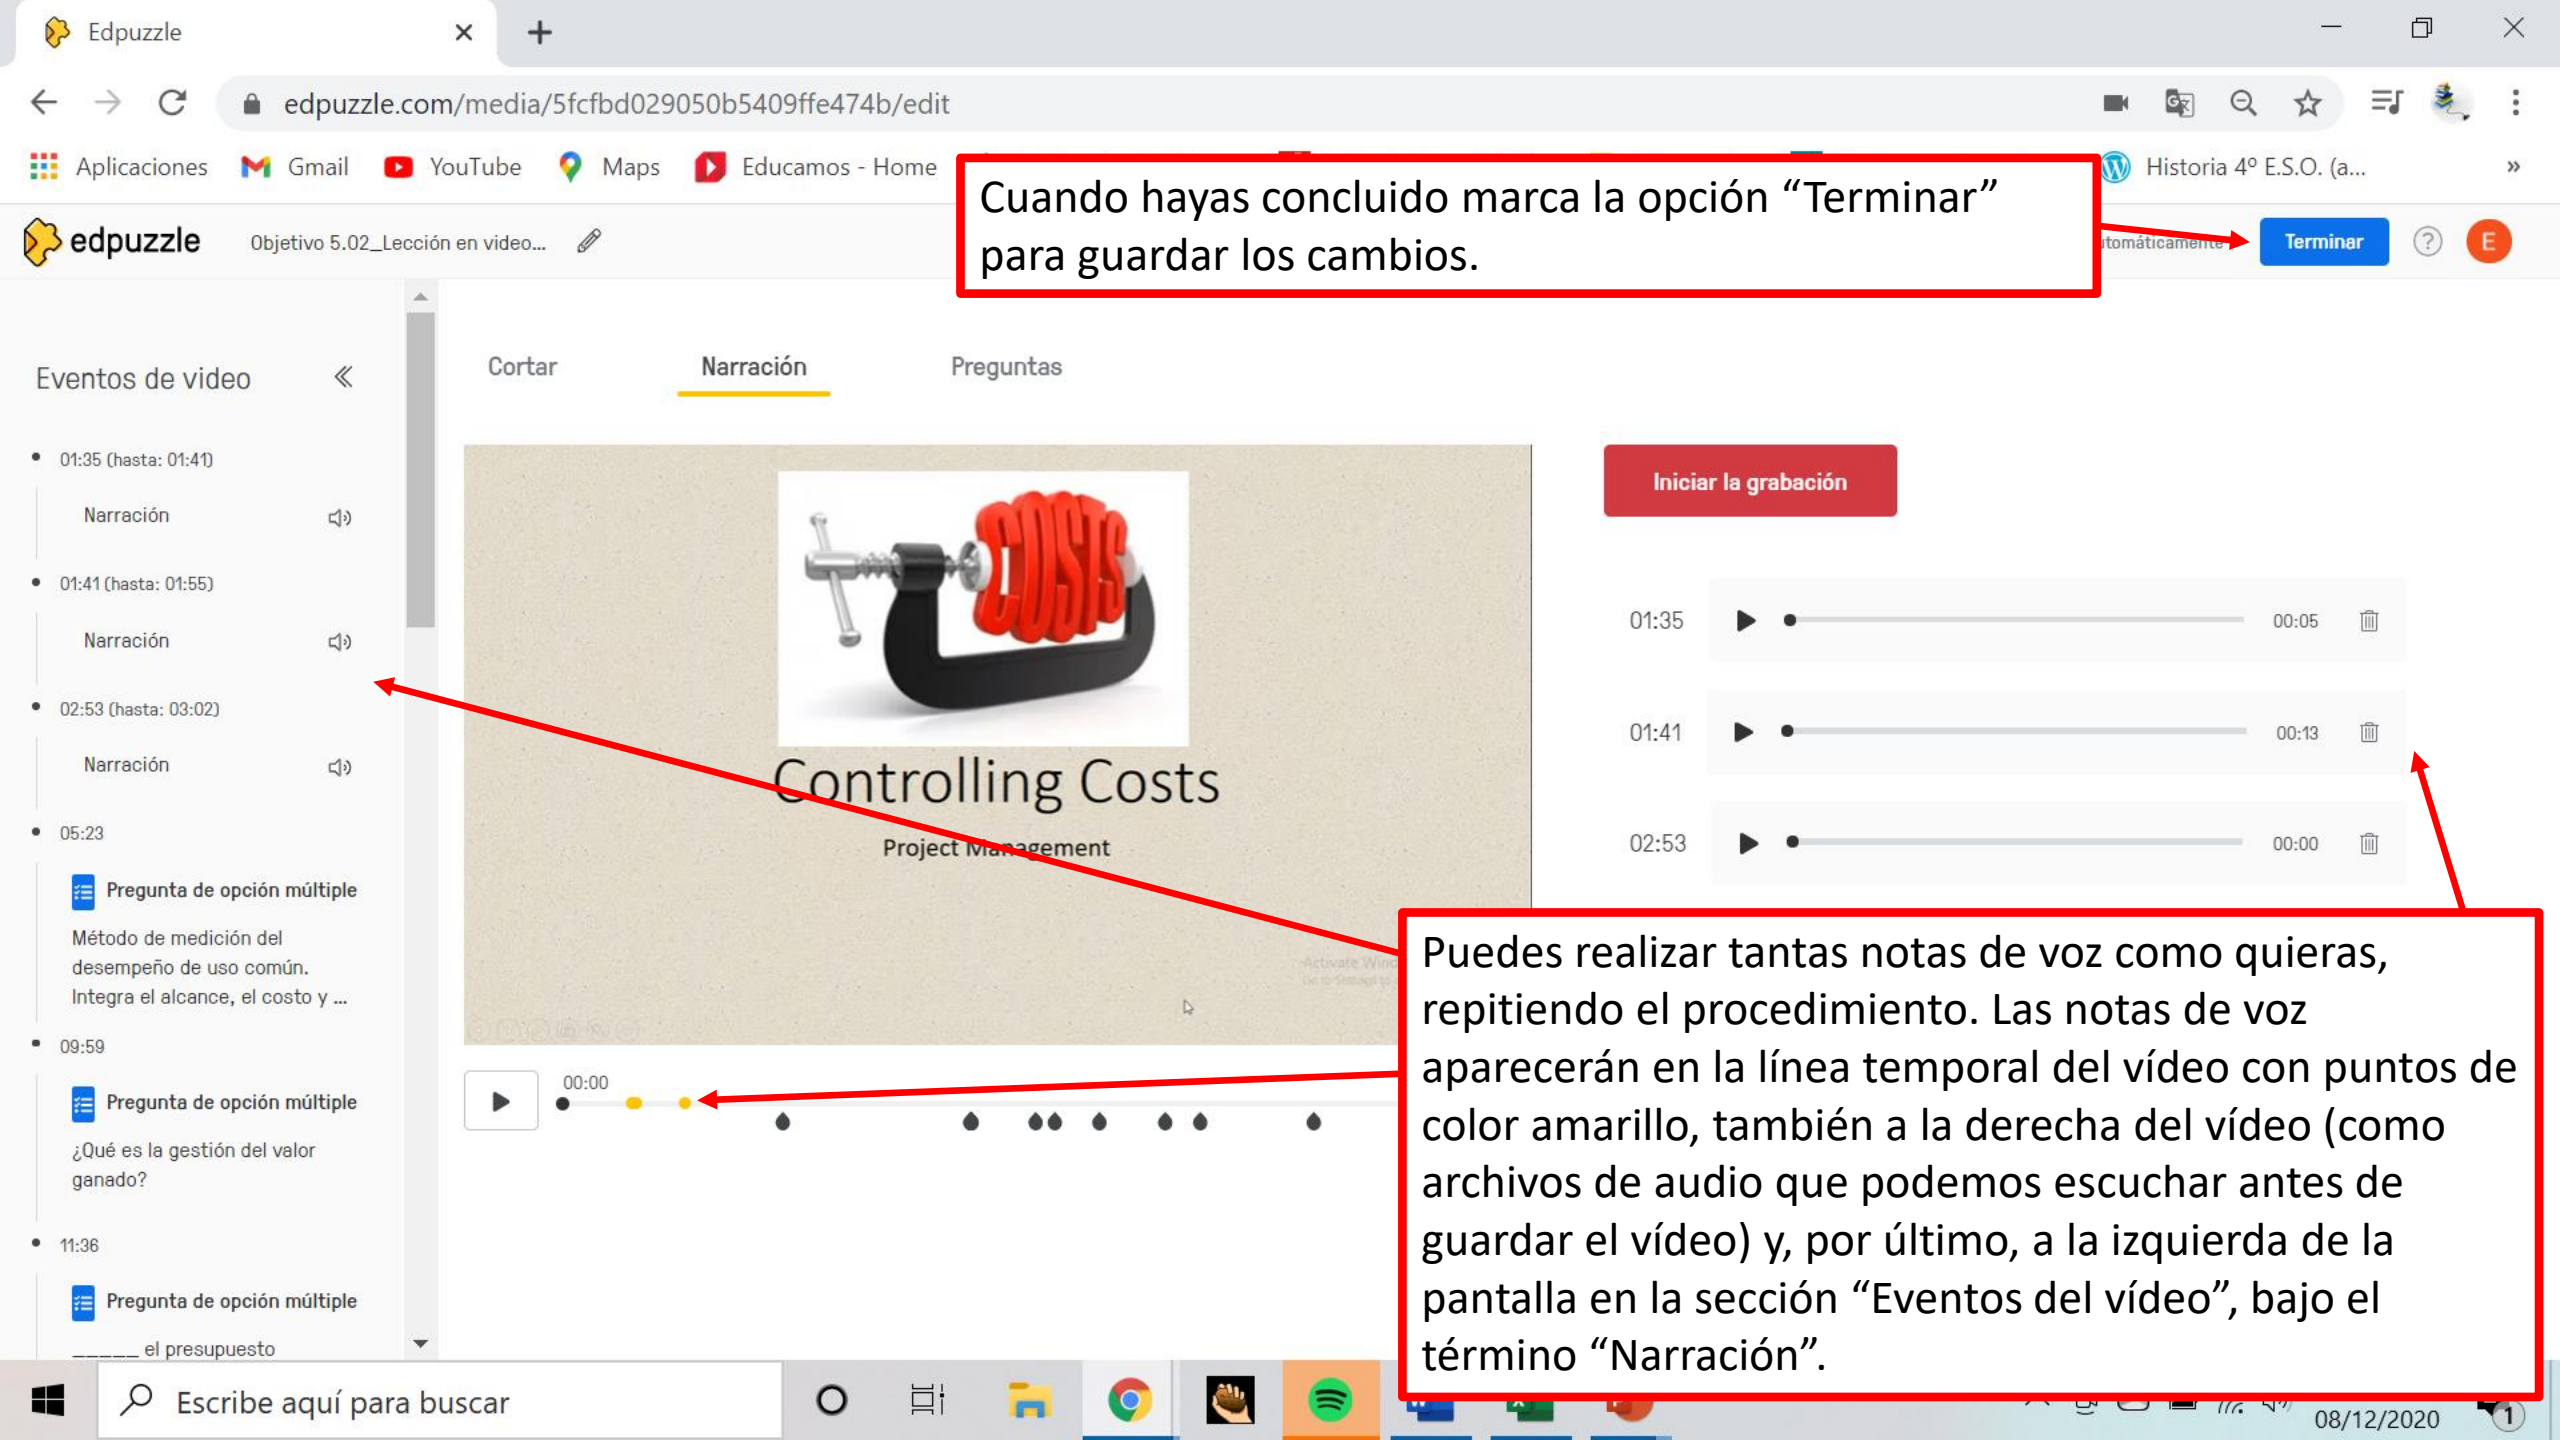 Edpuzzle
edpuzzle.com/media/5fcfbd029050b5409ffe474b/edit
Aplicaciones
Gmail
YouTube
Maps
Educamos - Home
Historia 4º E.S.O. (a...
»
edpuzzle
Objetivo 5.02_Lección en video...
Cuando hayas concluido marca la opción “Terminar”
para guardar los cambios.
Terminar
?
E
Eventos de video
Cortar
Narración
Preguntas
01:35 (hasta: 01:41)
Narración
01:41 (hasta: 01:55)
Narración
02:53 (hasta: 03:02)
Narración
05:23
Pregunta de opción múltiple
Método de medición del
desempeño de uso común.
Integra el alcance, el costo y ...
09:59
Pregunta de opción múltiple
¿Qué es la gestión del valor
ganado?
11:36
Pregunta de opción múltiple
_____ el presupuesto
COSTS
Controlling Costs
Project Management
00:00
Iniciar la grabación
01:35
00:05
01:41
00:13
02:53
00:00
Puedes realizar tantas notas de voz como quieras,
repitiendo el procedimiento. Las notas de voz
aparecerán en la línea temporal del vídeo con puntos de
color amarillo, también a la derecha del vídeo (como
archivos de audio que podemos escuchar antes de
guardar el vídeo) y, por último, a la izquierda de la
pantalla en la sección “Eventos del vídeo”, bajo el
término “Narración”.
Escribe aquí para buscar
08/12/2020
1